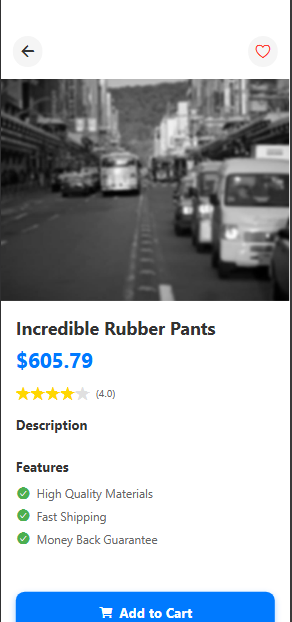 Incredible Rubber Pants
$605.79
(4.0)
Description
Features
High Quality Materials
Fast Shipping
Money Back Guarantee
Add to Cart